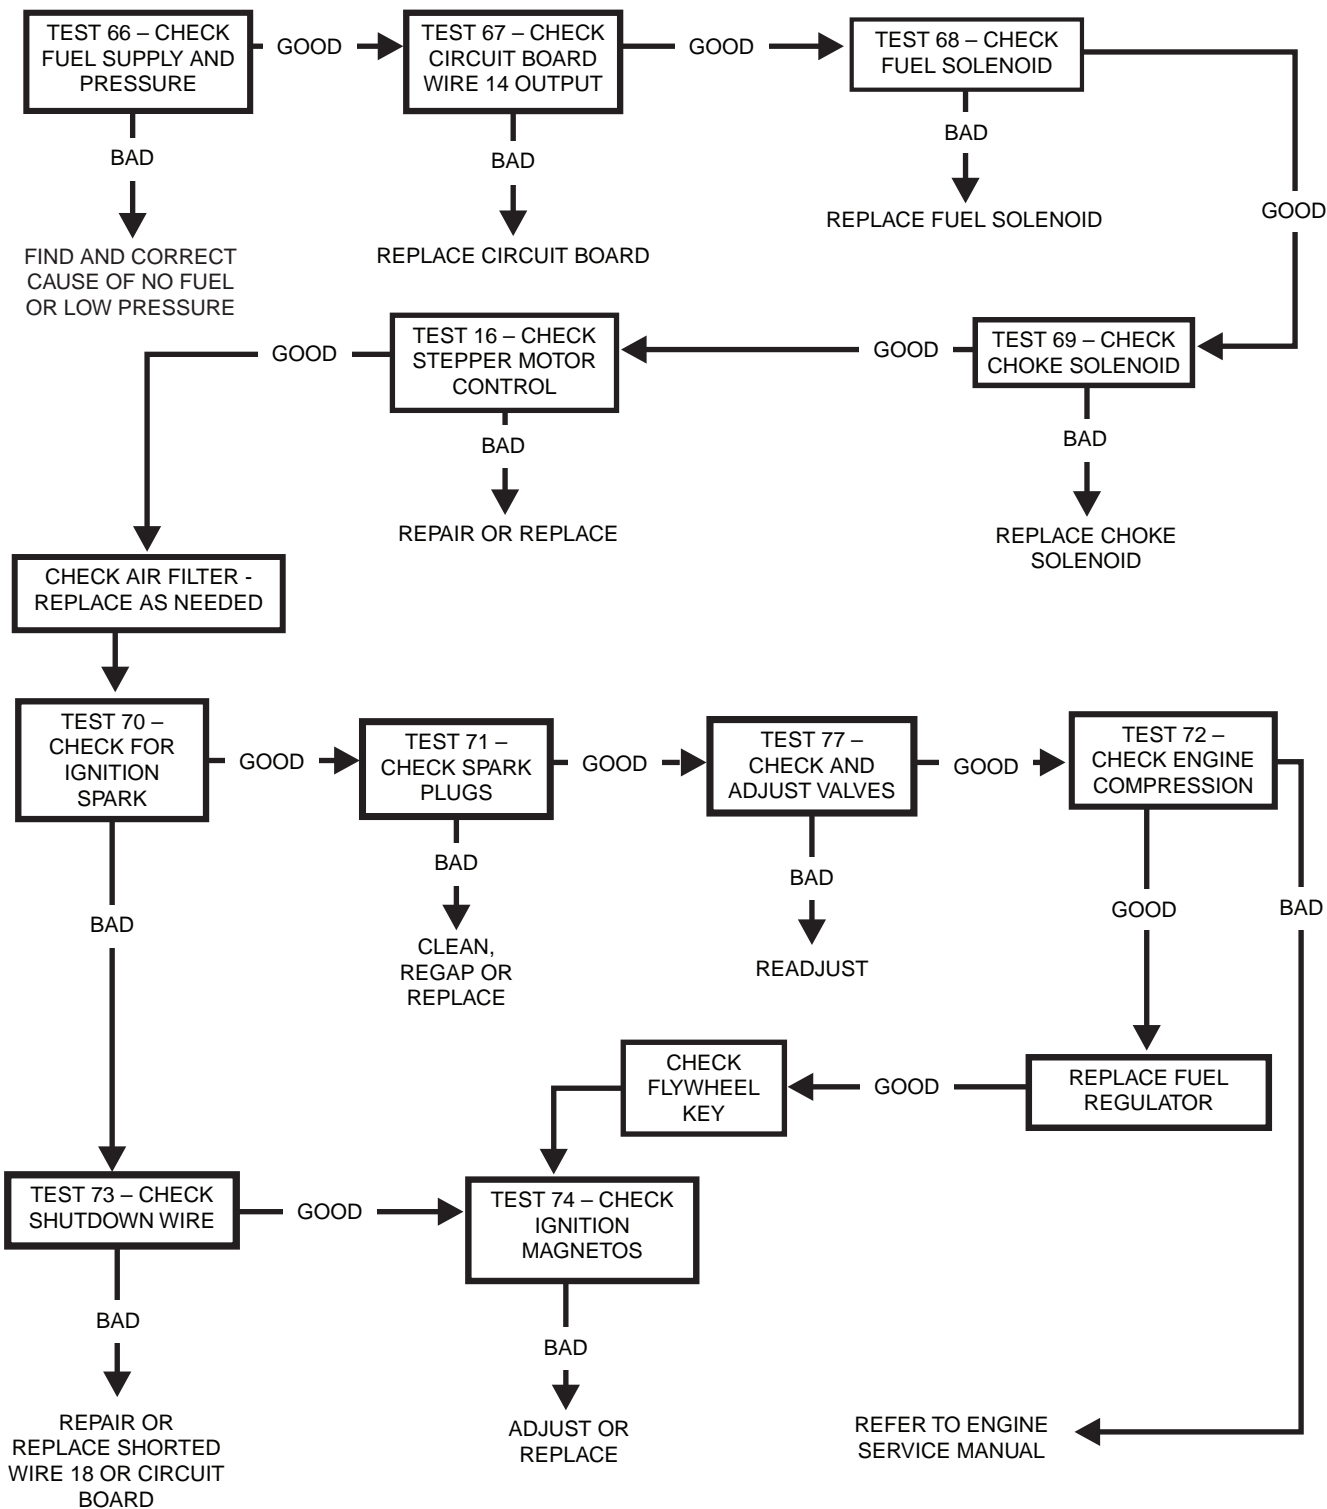 TEST 66 – CHECK
FUEL SUPPLY AND
PRESSURE
GOOD
TEST 67 – CHECK
CIRCUIT BOARD
WIRE 14 OUTPUT
GOOD
TEST 68 – CHECK
FUEL SOLENOID
BAD
BAD
BAD
GOOD
FIND AND CORRECT
CAUSE OF NO FUEL
OR LOW PRESSURE
REPLACE CIRCUIT BOARD
REPLACE FUEL SOLENOID
TEST 69 – CHECK
CHOKE SOLENOID
GOOD
TEST 16 – CHECK
STEPPER MOTOR
CONTROL
GOOD
BAD
BAD
REPAIR OR REPLACE
REPLACE CHOKE
SOLENOID
CHECK AIR FILTER -
REPLACE AS NEEDED
TEST 70 –
CHECK FOR
IGNITION
SPARK
GOOD
TEST 71 –
CHECK SPARK
PLUGS
GOOD
TEST 77 –
CHECK AND
ADJUST VALVES
GOOD
TEST 72 –
CHECK ENGINE
COMPRESSION
BAD
BAD
BAD
GOOD
BAD
CLEAN,
REGAP OR
REPLACE
READJUST
CHECK
FLYWHEEL
KEY
GOOD
REPLACE FUEL
REGULATOR
TEST 73 – CHECK
SHUTDOWN WIRE
GOOD
TEST 74 – CHECK
IGNITION
MAGNETOS
BAD
BAD
REPAIR OR
REPLACE SHORTED
WIRE 18 OR CIRCUIT
BOARD
ADJUST OR
REPLACE
REFER TO ENGINE
SERVICE MANUAL